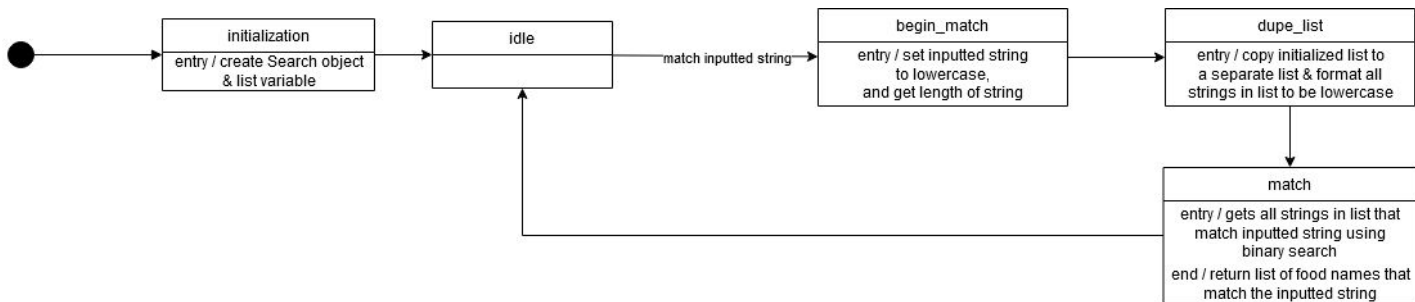 initialization
entry / create Search object
& list variable
idle
match inputted string
begin_match
entry / set inputted string
to lowercase,
and get length of string
dupe_list
entry / copy initialized list to
a separate list & format all
strings in list to be lowercase
match
entry / gets all strings in list that
match inputted string using
binary search
end / return list of food names that
match the inputted string